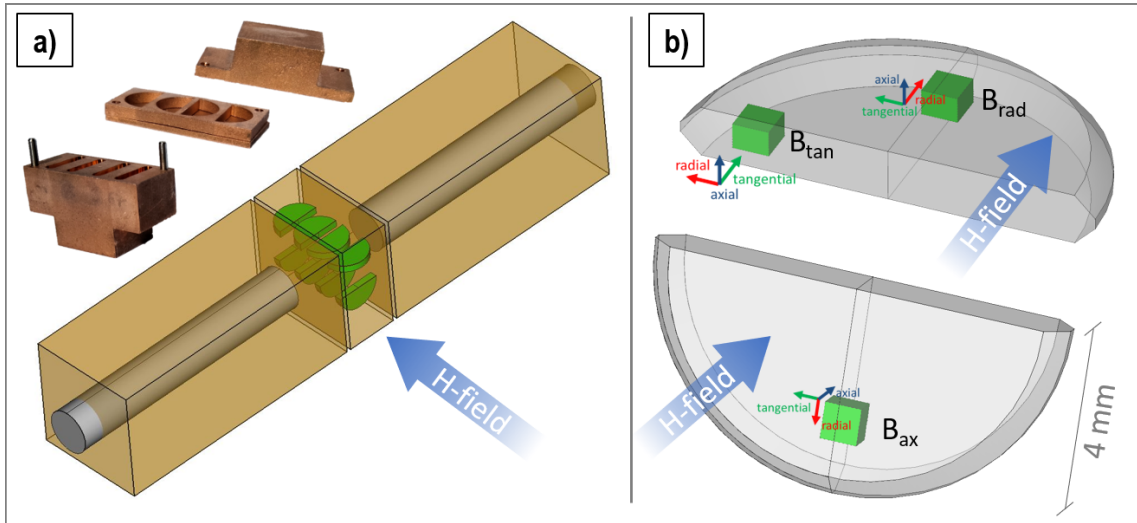 a)
H-field
b)
axial
radial
tangential
B_rad
B_tan
radial
tangential
axial
H-field
H-field
axial
tangential
radial
B_ax
4 mm